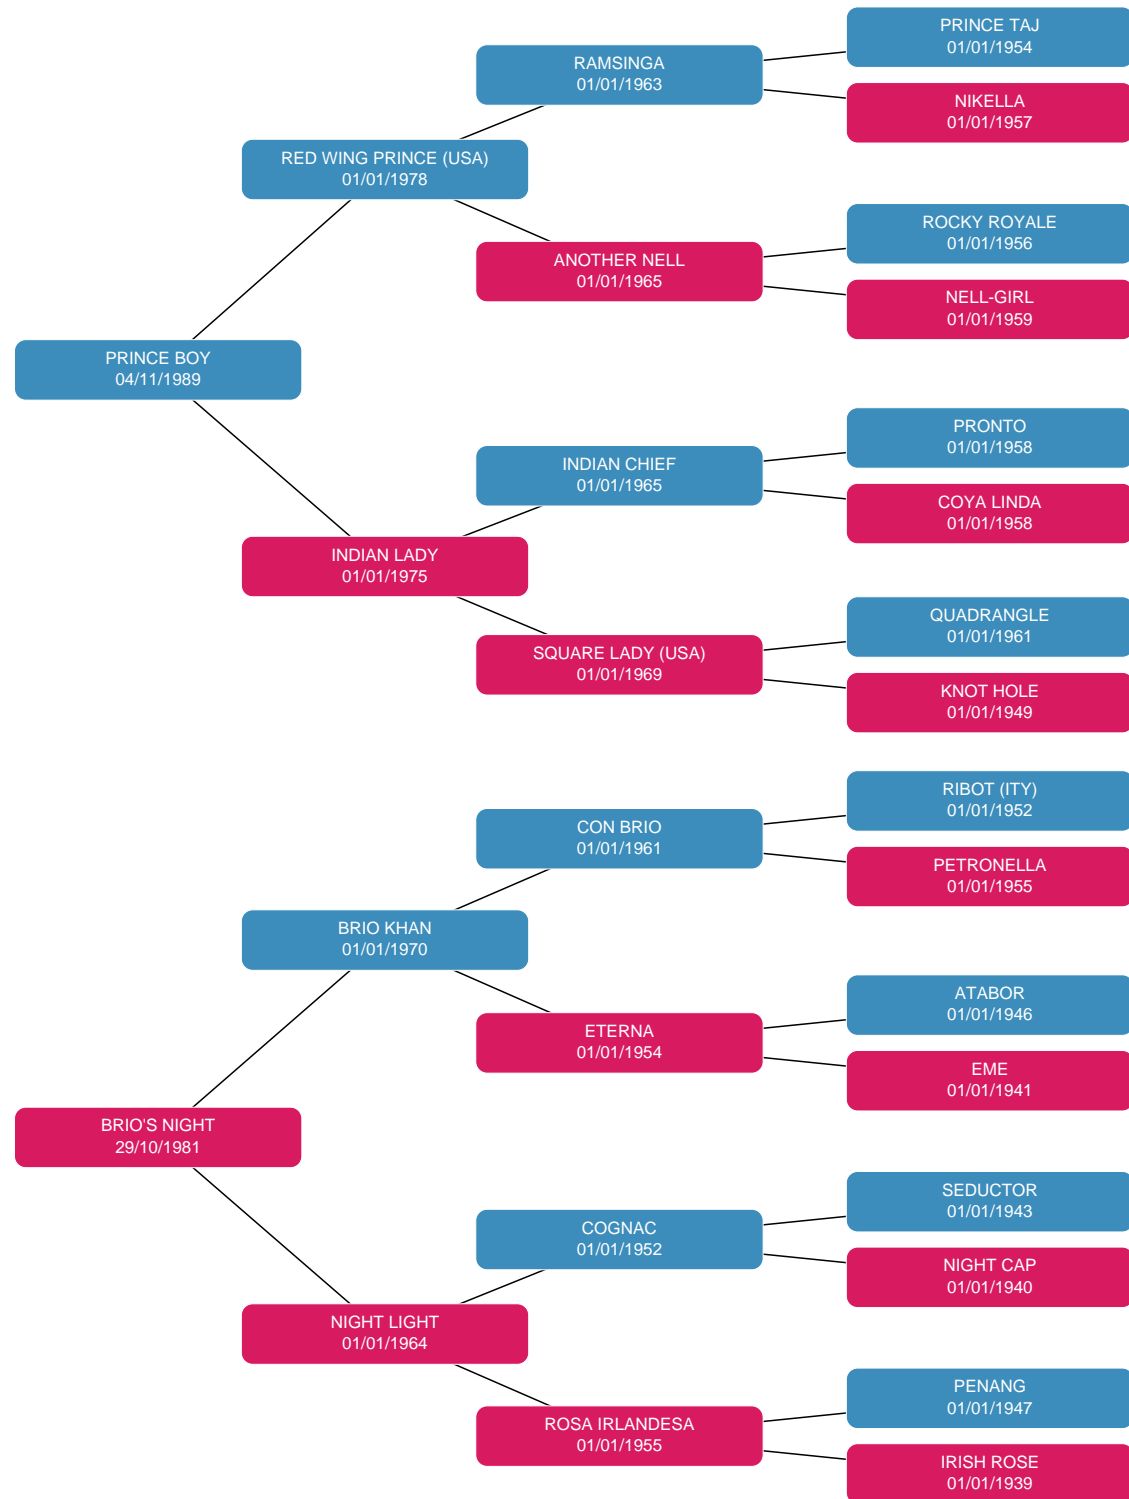 PRINCE TAJ
01/01/1954
RAMSINGA
01/01/1963
NIKELLA
01/01/1957
RED WING PRINCE (USA)
01/01/1978
ROCKY ROYALE
01/01/1956
ANOTHER NELL
01/01/1965
NELL-GIRL
01/01/1959
PRINCE BOY
04/11/1989
PRONTO
01/01/1958
INDIAN CHIEF
01/01/1965
COYA LINDA
01/01/1958
INDIAN LADY
01/01/1975
QUADRANGLE
01/01/1961
SQUARE LADY (USA)
01/01/1969
KNOT HOLE
01/01/1949
RIBOT (ITY)
01/01/1952
CON BRIO
01/01/1961
PETRONELLA
01/01/1955
BRIO KHAN
01/01/1970
ATABOR
01/01/1946
ETERNA
01/01/1954
EME
01/01/1941
BRIO'S NIGHT
29/10/1981
SEDUCTOR
01/01/1943
COGNAC
01/01/1952
NIGHT CAP
01/01/1940
NIGHT LIGHT
01/01/1964
PENANG
01/01/1947
ROSA IRLANDESA
01/01/1955
IRISH ROSE
01/01/1939